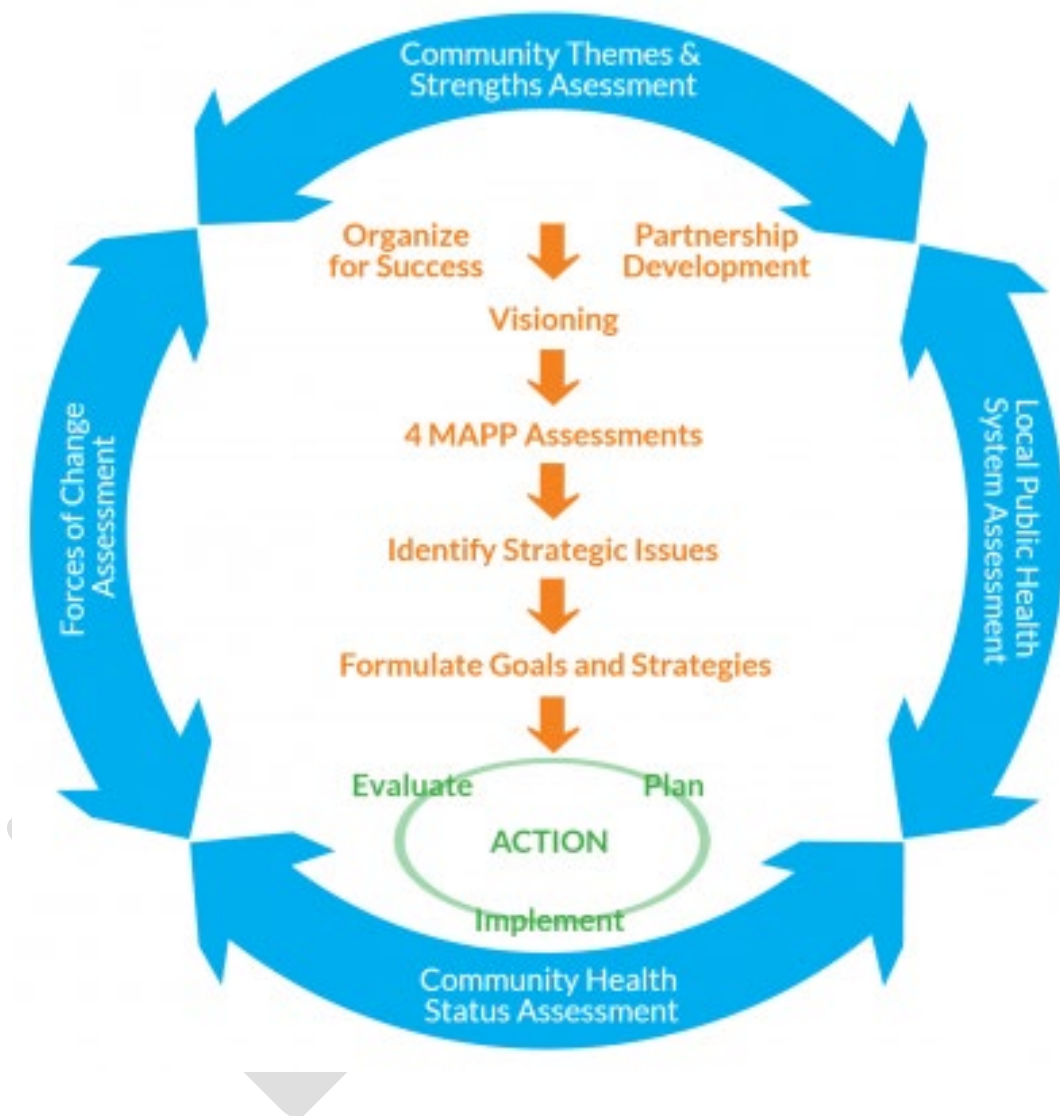 Community Themes &
Strengths Asessment
Organize
for Success
Partnership
Development
Visioning
4 MAPP Assessments
Identify Strategic Issues
Formulate Goals and Strategies
Evaluate
Plan
ACTION
Implement
Forces of Change
Assessment
Local Public Health
System Assessment
Community Health
Status Assessment